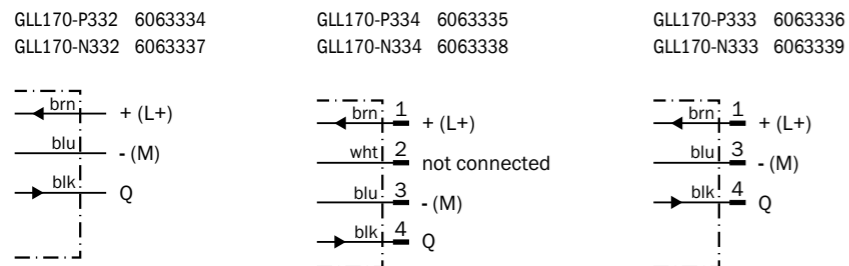 GLL170-P332 6063334
GLL170-N332 6063337
brn + (L+)
blu - (M)
blk Q
GLL170-P334 6063335
GLL170-N334 6063338
brn 1 + (L+)
wht 2 not connected
blu 3 - (M)
blk 4 Q
GLL170-P333 6063336
GLL170-N333 6063339
brn 1 + (L+)
blu 3 - (M)
blk 4 Q